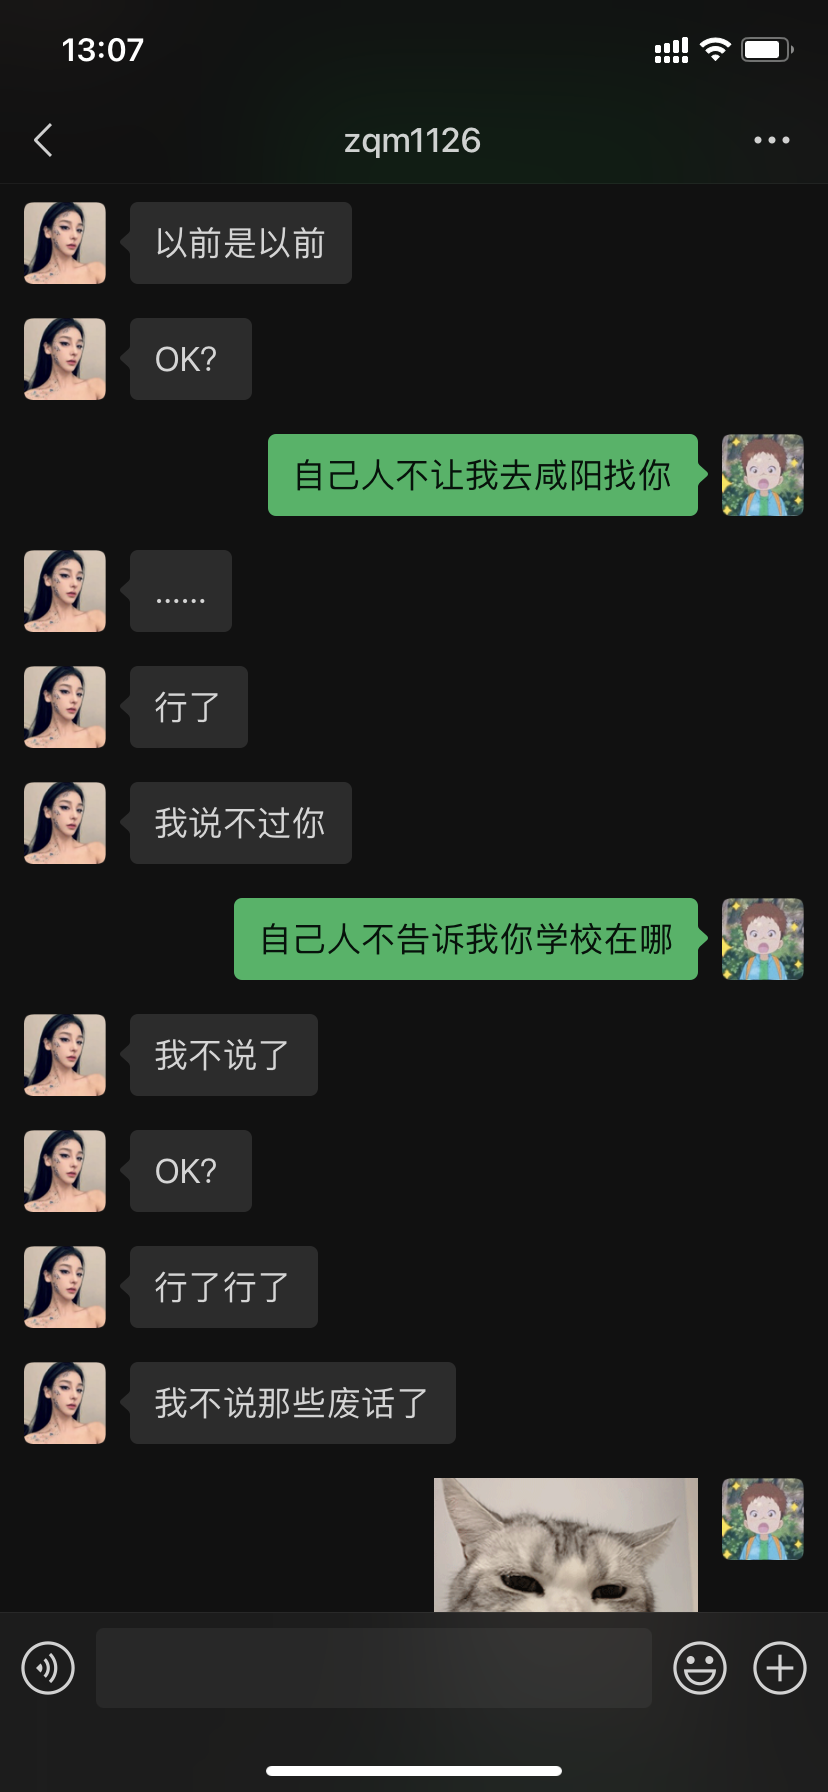 13:07
zqm1126
以前是以前
OK?
自己人不让我去咸阳找你
......
行了
我说不过你
自己人不告诉我你学校在哪
我不说了
OK?
行了行了
我不说那些废话了